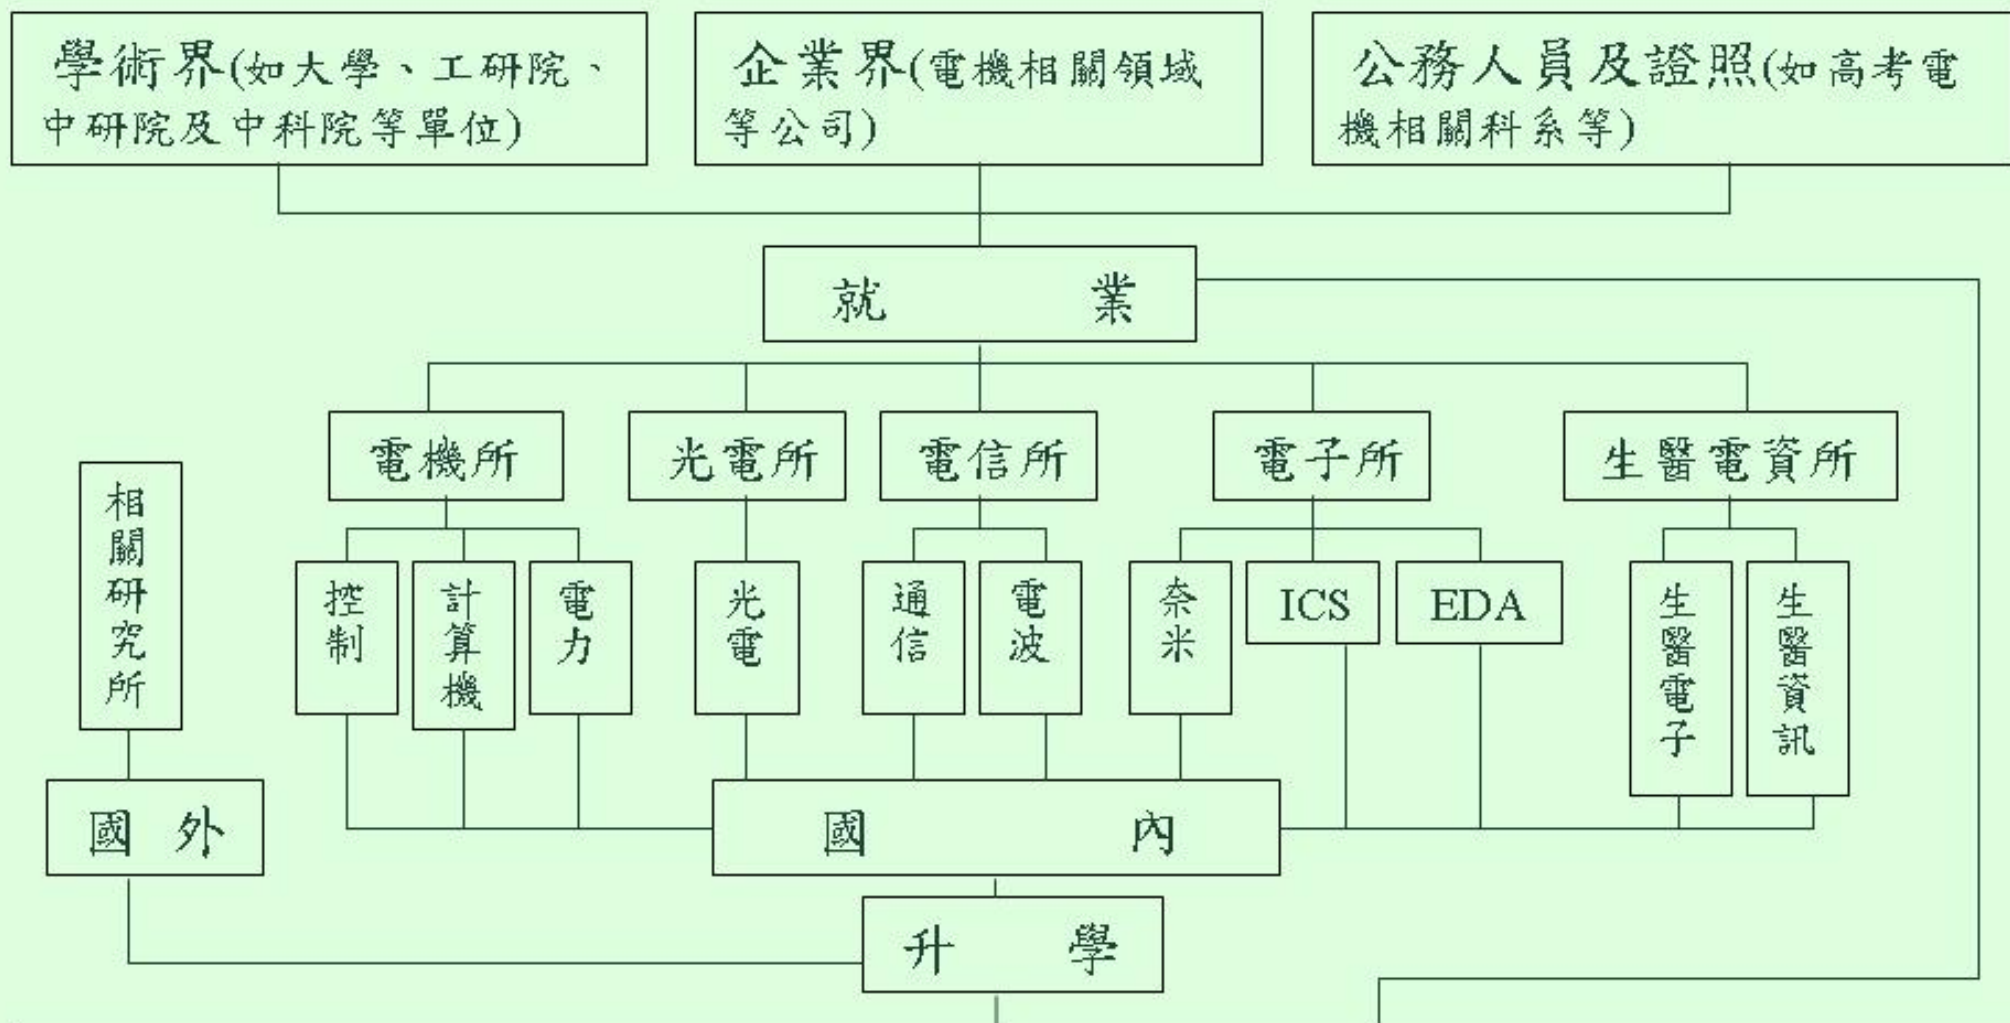 學術界(如大學、工研院、
中研院及中科院等單位)
企業界(電機相關領域
等公司)
公務人員及證照(如高考電
機相關科系等)
就業
電機所
光電所
電信所
電子所
生醫電資所
相關研究所
控制
計算機
電力
光電
通信
電波
奈米
ICS
EDA
生醫電子
生醫資訊
國外
國內
升學